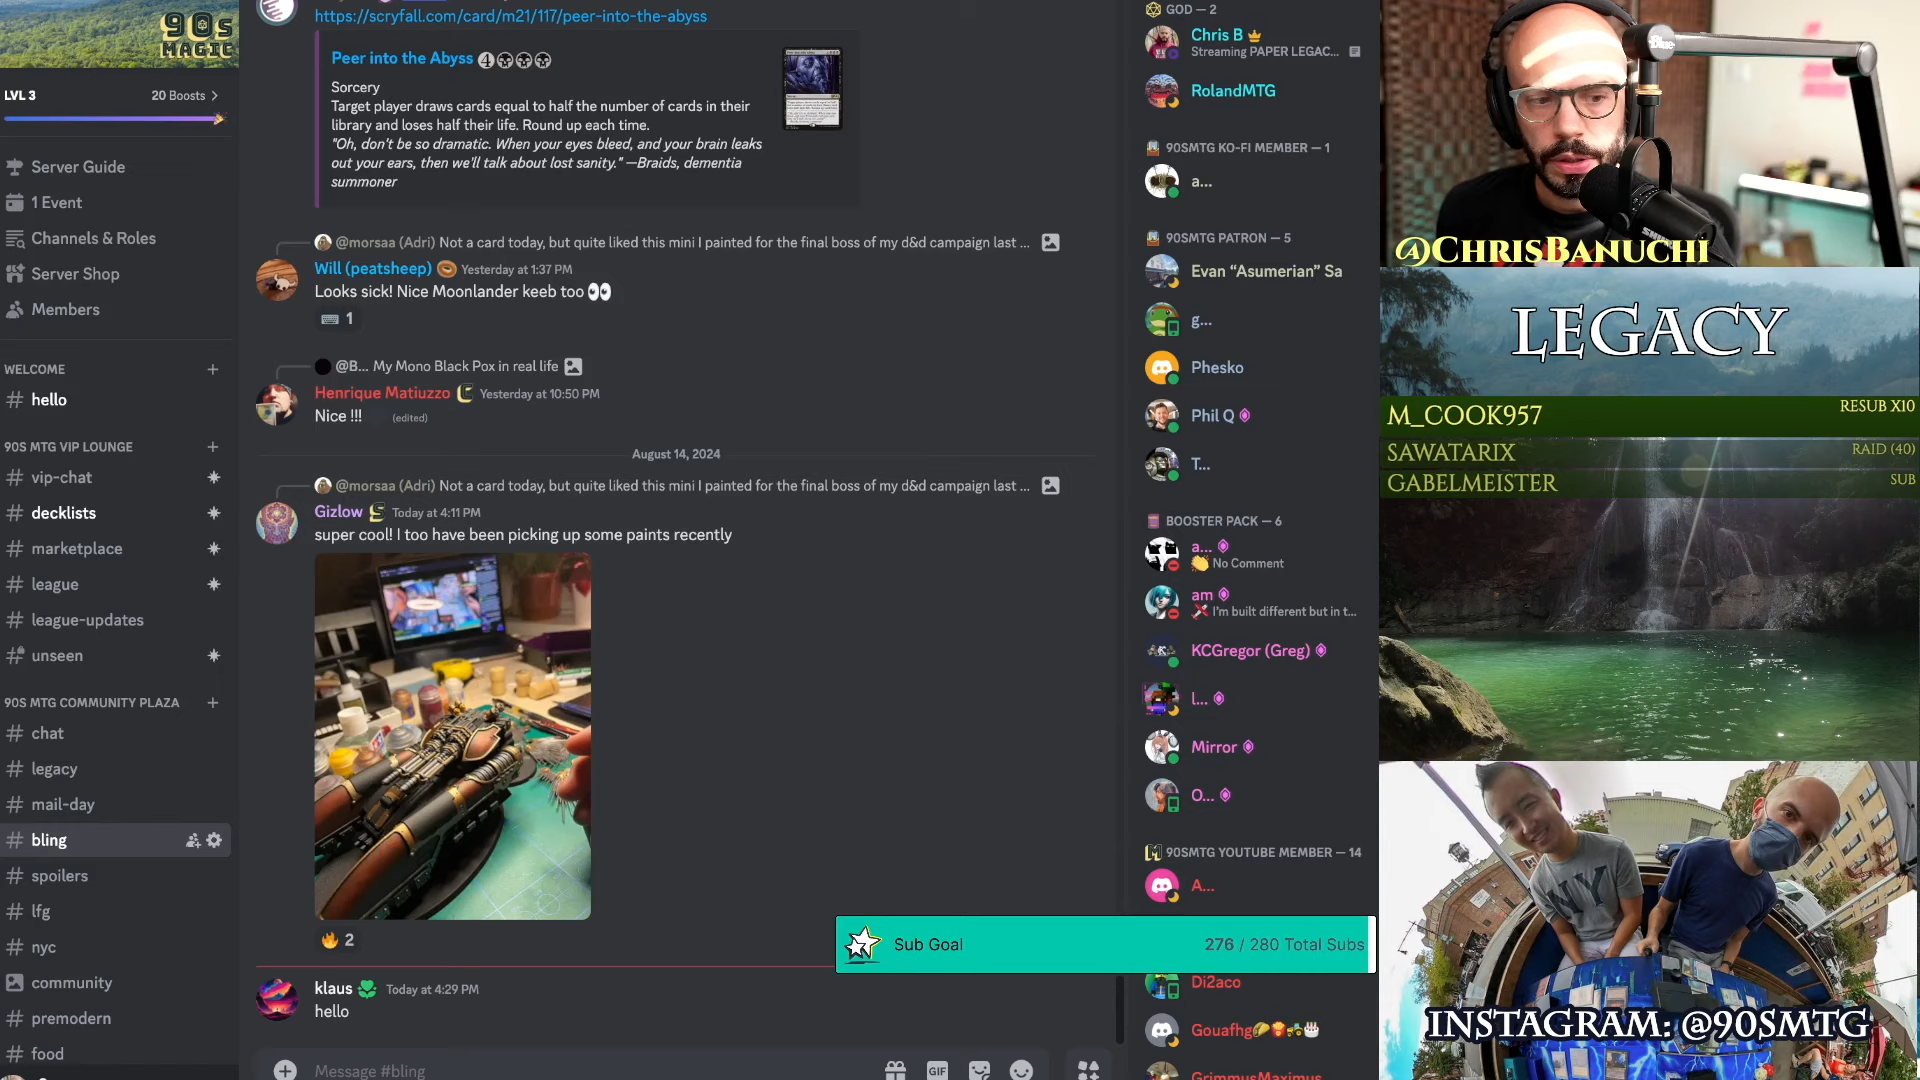 90s
MAGIC
LVL 3
20 Boosts
Server Guide
1 Event
Channels & Roles
Server Shop
Members
WELCOME
hello
90S MTG VIP LOUNGE
vip-chat
decklists
marketplace
league
league-updates
unseen
90S MTG COMMUNITY PLAZA
chat
legacy
mail-day
bling
spoilers
lfg
nyc
community
premodern
food
https://scryfall.com/card/m21/117/peer-into-the-abyss
Peer into the Abyss 4
Sorcery
Target player draws cards equal to half the number of cards in their
library and loses half their life. Round up each time.
"Oh, don't be so dramatic. When your eyes bleed, and your brain leaks
out your ears, then we'll talk about lost sanity." —Braids, dementia
summoner
@morsaa (Adri) Not a card today, but quite liked this mini I painted for the final boss of my d&d campaign last ...
Will (peatsheep) Yesterday at 1:37 PM
Looks sick! Nice Moonlander keeb too 👀
1
@B... My Mono Black Pox in real life
Henrique Matiuzzo Yesterday at 10:50 PM
Nice !!! (edited)
August 14, 2024
@morsaa (Adri) Not a card today, but quite liked this mini I painted for the final boss of my d&d campaign last ...
Gizlow Today at 4:11 PM
super cool! I too have been picking up some paints recently
🔥 2
klaus Today at 4:29 PM
hello
Message #bling
GIF
GOD — 2
Chris B
Streaming PAPER LEGAC...
RolandMTG
90SMTG KO-FI MEMBER — 1
a...
90SMTG PATRON — 5
Evan “Asumerian” Sa
g...
Phesko
Phil Q
T...
BOOSTER PACK — 6
a...
👏 No Comment
am
I'm built different but in t...
KCGregor (Greg)
l...
Mirror
O...
90SMTG YOUTUBE MEMBER — 14
A...
Sub Goal
276 / 280 Total Subs
Di2aco
Gouafhg
GrimmusMaximus
@CHRISBANUCHI
LEGACY
M_COOK957 RESUB X10
SAWATARIX RAID (40)
GABELMEISTER SUB
NY
INSTAGRAM: @90SMTG